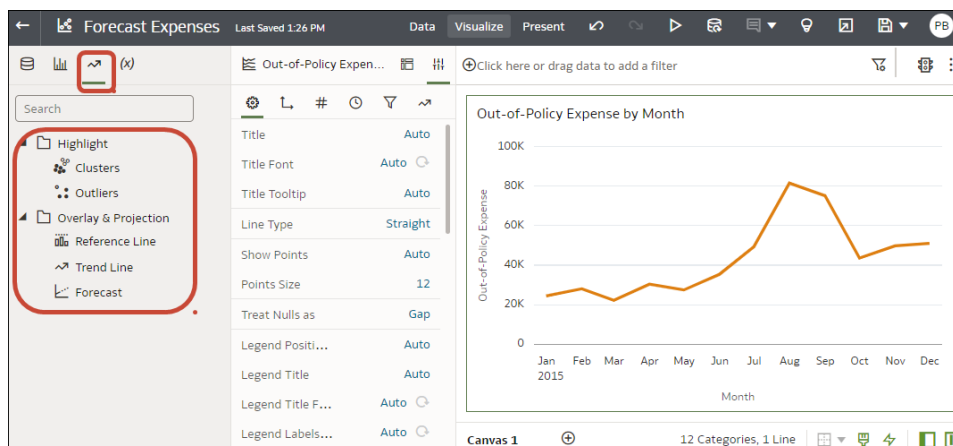 Forecast Expenses Last Saved 1:26 PM Data Visualize Present PB
(x)
Search
Highlight
Clusters
Outliers
Overlay & Projection
Reference Line
Trend Line
Forecast
Out-of-Policy Expen...
#
Title Auto
Title Font Auto
Title Tooltip Auto
Line Type Straight
Show Points Auto
Points Size 12
Treat Nulls as Gap
Legend Positi... Auto
Legend Title Auto
Legend Title F... Auto
Legend Labels... Auto
Click here or drag data to add a filter
Out-of-Policy Expense by Month
Out-of-Policy Expense
100K
80K
60K
40K
20K
0
Jan Feb Mar Apr May Jun Jul Aug Sep Oct Nov Dec
2015
Month
Canvas 1 12 Categories, 1 Line